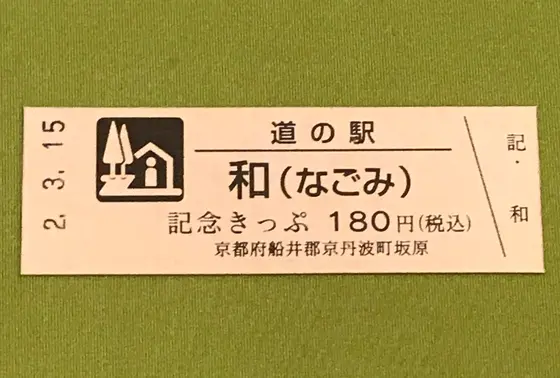 2.3.15
道の駅
和(なごみ)
記念きっぷ 180円(税込)
京都府船井郡京丹波町坂原
記・和